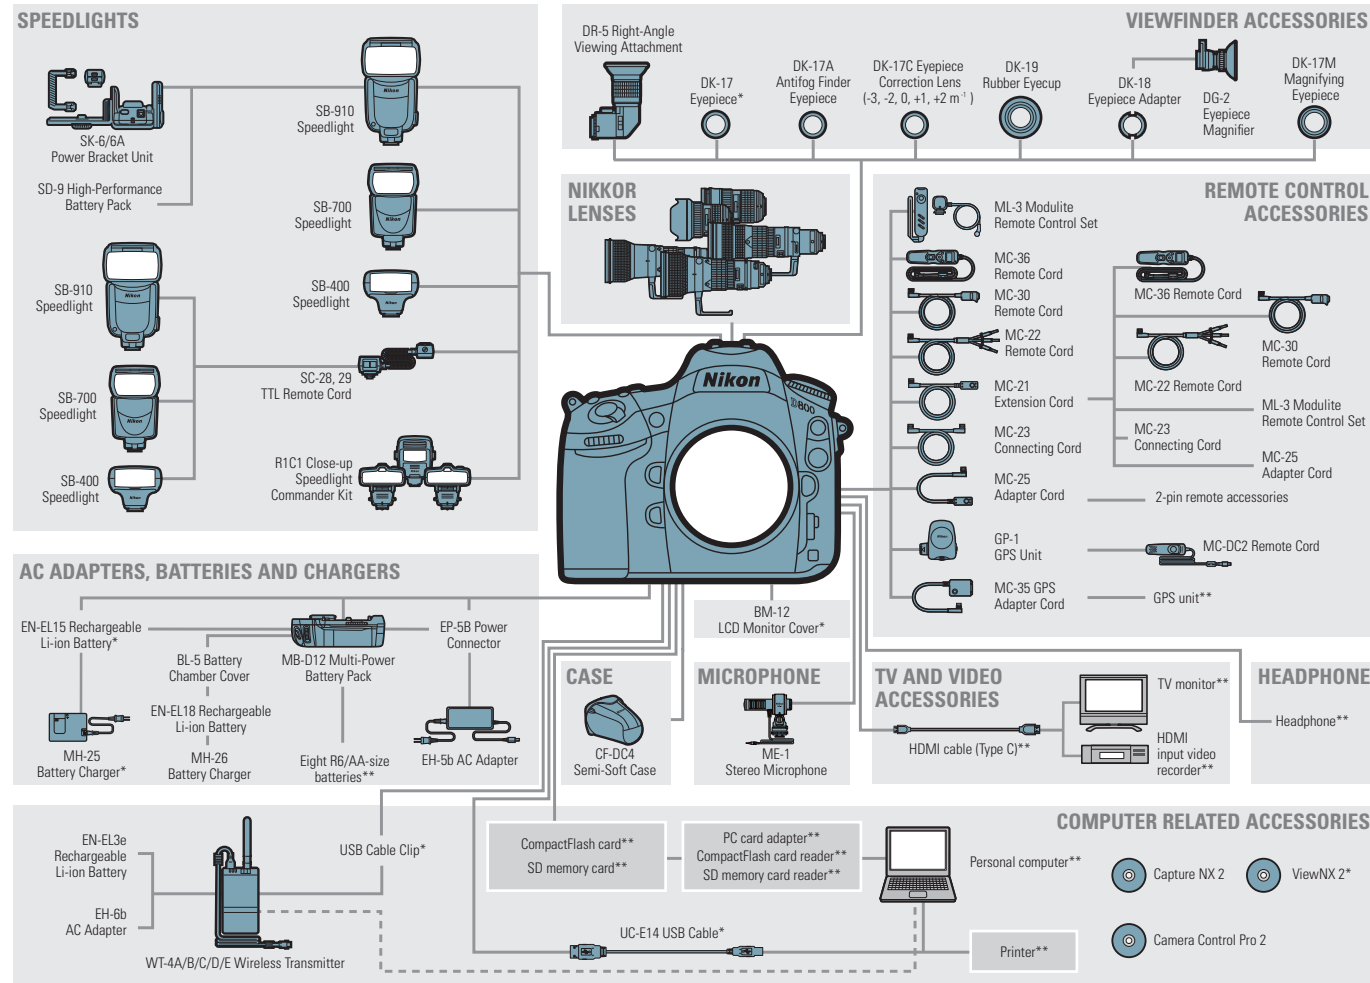 SPEEDLIGHTS
SK-6/6A
Power Bracket Unit
SD-9 High-Performance
Battery Pack
Nikon
SB-910
Speedlight
Nikon
SB-700
Speedlight
SB-400
Speedlight
Nikon
SB-910
Speedlight
Nikon
SB-700
Speedlight
Nikon
SB-400
Speedlight
SC-28, 29
TTL Remote Cord
R1C1 Close-up
Speedlight
Commander Kit
VIEWFINDER ACCESSORIES
DR-5 Right-Angle
Viewing Attachment
DK-17
Eyepiece*
DK-17A
Antifog Finder
Eyepiece
DK-17C Eyepiece
Correction Lens
(-3, -2, 0, +1, +2 m-1 )
DK-19
Rubber Eyecup
DK-18
Eyepiece Adapter
DG-2
Eyepiece
Magnifier
DK-17M
Magnifying
Eyepiece
NIKKOR
LENSES
Nikon
D800
REMOTE CONTROL
ACCESSORIES
ML-3 Modulite
Remote Control Set
MC-36
Remote Cord
MC-30
Remote Cord
MC-22
Remote Cord
MC-21
Extension Cord
MC-23
Connecting Cord
MC-25
Adapter Cord
GP-1
GPS Unit
MC-35 GPS
Adapter Cord
MC-36 Remote Cord
MC-30
Remote Cord
MC-22 Remote Cord
ML-3 Modulite
Remote Control Set
MC-23
Connecting Cord
MC-25
Adapter Cord
2-pin remote accessories
MC-DC2 Remote Cord
GPS unit**
AC ADAPTERS, BATTERIES AND CHARGERS
EN-EL15 Rechargeable
Li-ion Battery*
BL-5 Battery
Chamber Cover
MB-D12 Multi-Power
Battery Pack
EP-5B Power
Connector
EN-EL18 Rechargeable
Li-ion Battery
MH-25
Battery Charger*
MH-26
Battery Charger
Eight R6/AA-size
batteries**
EH-5b AC Adapter
BM-12
LCD Monitor Cover*
CASE
CF-DC4
Semi-Soft Case
MICROPHONE
ME-1
Stereo Microphone
TV AND VIDEO
ACCESSORIES
HDMI cable (Type C)**
TV monitor**
HDMI
input video
recorder**
HEADPHONE
Headphone**
COMPUTER RELATED ACCESSORIES
EN-EL3e
Rechargeable
Li-ion Battery
EH-6b
AC Adapter
WT-4A/B/C/D/E Wireless Transmitter
USB Cable Clip*
CompactFlash card**
SD memory card**
PC card adapter**
CompactFlash card reader**
SD memory card reader**
Personal computer**
UC-E14 USB Cable*
Printer**
Capture NX 2
ViewNX 2*
Camera Control Pro 2